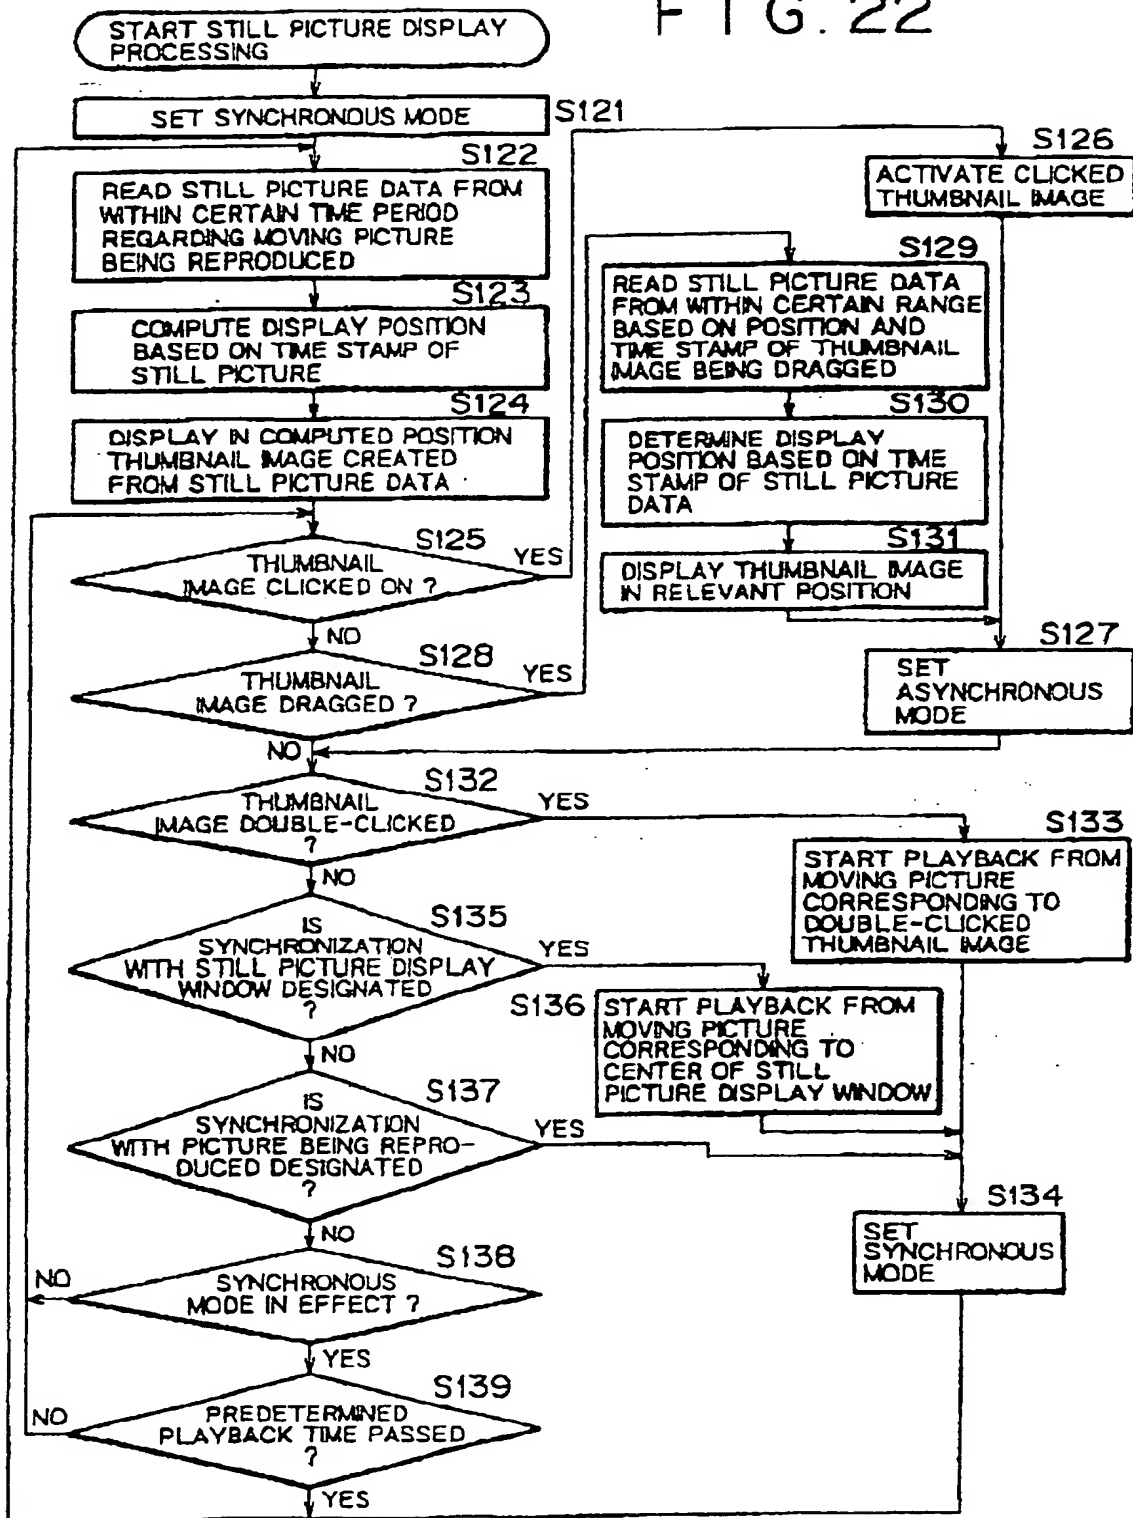 FIG. 22
START STILL PICTURE DISPLAY
PROCESSING
SET SYNCHRONOUS MODE
S121
S122
READ STILL PICTURE DATA FROM
WITHIN CERTAIN TIME PERIOD
REGARDING MOVING PICTURE
BEING REPRODUCED
S123
COMPUTE DISPLAY POSITION
BASED ON TIME STAMP OF
STILL PICTURE
S124
DISPLAY IN COMPUTED POSITION
THUMBNAIL IMAGE CREATED
FROM STILL PICTURE DATA
S125
THUMBNAIL
IMAGE CLICKED ON ?
YES
NO
S126
ACTIVATE CLICKED
THUMBNAIL IMAGE
S129
READ STILL PICTURE DATA
FROM WITHIN CERTAIN RANGE
BASED ON POSITION AND
TIME STAMP OF THUMBNAIL
IMAGE BEING DRAGGED
S130
DETERMINE DISPLAY
POSITION BASED ON TIME
STAMP OF STILL PICTURE
DATA
S131
DISPLAY THUMBNAIL IMAGE
IN RELEVANT POSITION
S127
SET
ASYNCHRONOUS
MODE
S128
THUMBNAIL
IMAGE DRAGGED ?
YES
NO
S132
THUMBNAIL
IMAGE DOUBLE-CLICKED
?
YES
NO
S133
START PLAYBACK FROM
MOVING PICTURE
CORRESPONDING TO
DOUBLE-CLICKED
THUMBNAIL IMAGE
S135
IS
SYNCHRONIZATION
WITH STILL PICTURE DISPLAY
WINDOW DESIGNATED
?
YES
NO
S136
START PLAYBACK FROM
MOVING PICTURE
CORRESPONDING TO
CENTER OF STILL
PICTURE DISPLAY WINDOW
S137
IS
SYNCHRONIZATION
WITH PICTURE BEING REPRO-
DUCED DESIGNATED
?
YES
NO
S134
SET
SYNCHRONOUS
MODE
S138
SYNCHRONOUS
MODE IN EFFECT ?
NO
YES
S139
PREDETERMINED
PLAYBACK TIME PASSED
?
NO
YES